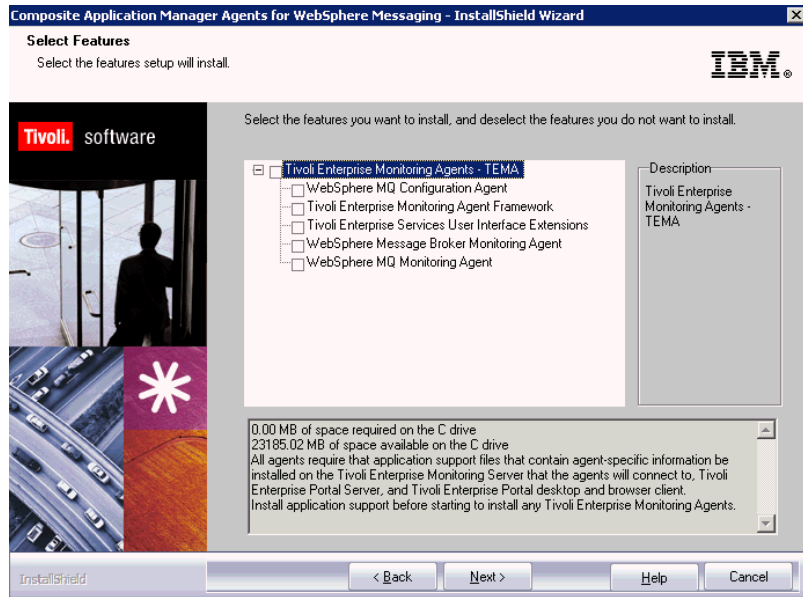 Composite Application Manager Agents for WebSphere Messaging - InstallShield Wizard
Select Features
Select the features setup will install.
IBM®
Tivoli. software
Select the features you want to install, and deselect the features you do not want to install.
Tivoli Enterprise Monitoring Agents - TEMA
WebSphere MQ Configuration Agent
Tivoli Enterprise Monitoring Agent Framework
Tivoli Enterprise Services User Interface Extensions
WebSphere Message Broker Monitoring Agent
WebSphere MQ Monitoring Agent
Description
Tivoli Enterprise
Monitoring Agents -
TEMA
0.00 MB of space required on the C drive
23185.02 MB of space available on the C drive
All agents require that application support files that contain agent-specific information be
installed on the Tivoli Enterprise Monitoring Server that the agents will connect to, Tivoli
Enterprise Portal Server, and Tivoli Enterprise Portal desktop and browser client.
Install application support before starting to install any Tivoli Enterprise Monitoring Agents.
InstallShield
< Back
Next >
Help
Cancel